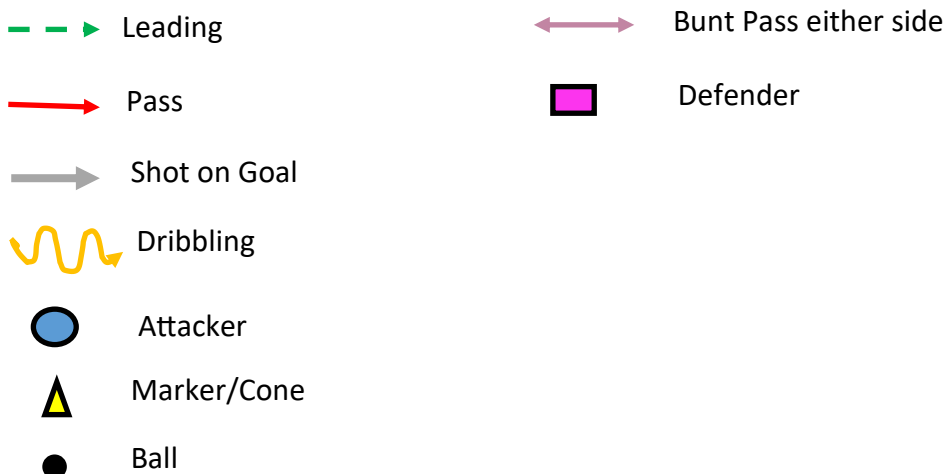 Leading
Pass
Shot on Goal
Dribbling
Attacker
Marker/Cone
Ball
Bunt Pass either side
Defender